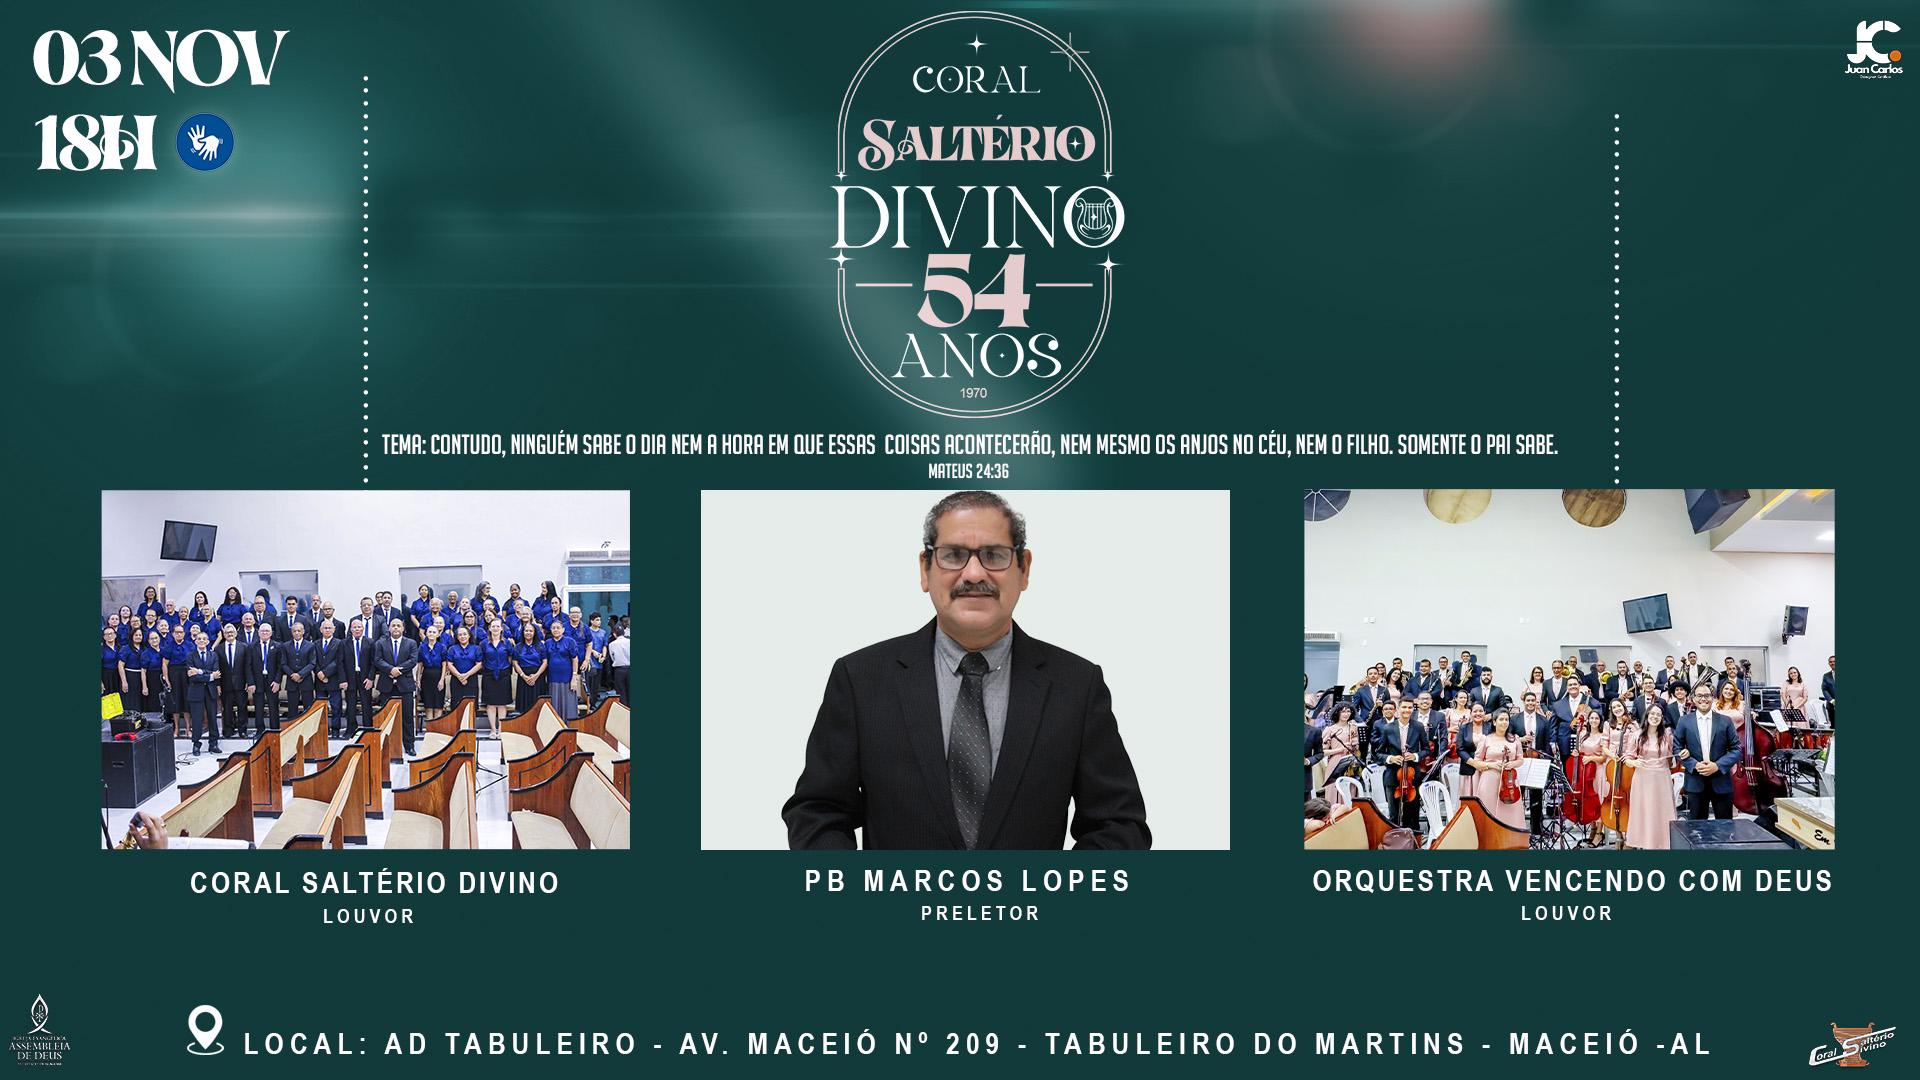 03 NOV
18H
CORAL
SALTÉRIO
DIVINO
54
ANOS
1970
JC.
Juan Carlos
TEMA: CONTUDO, NINGUÉM SABE O DIA NEM A HORA EM QUE ESSAS COISAS ACONTECERÃO, NEM MESMO OS ANJOS NO CÉU, NEM O FILHO. SOMENTE O PAI SABE.
MATEUS 24:36
CORAL SALTÉRIO DIVINO
LOUVOR
PB MARCOS LOPES
PRELETOR
ORQUESTRA VENCENDO COM DEUS
LOUVOR
IGREJA EVANGÉLICA
ASSEMBLEIA
DE DEUS
LOCAL: AD TABULEIRO - AV. MACEIÓ Nº 209 - TABULEIRO DO MARTINS - MACEIÓ -AL
Coral Saltério
Divino